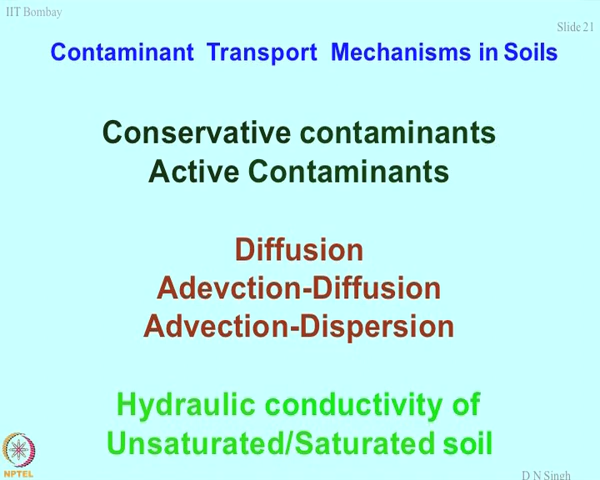 IIT Bombay
Slide 21
Contaminant Transport Mechanisms in Soils
Conservative contaminants
Active Contaminants
Diffusion
Adevction-Diffusion
Advection-Dispersion
Hydraulic conductivity of
Unsaturated/Saturated soil
NPTEL
D N Singh